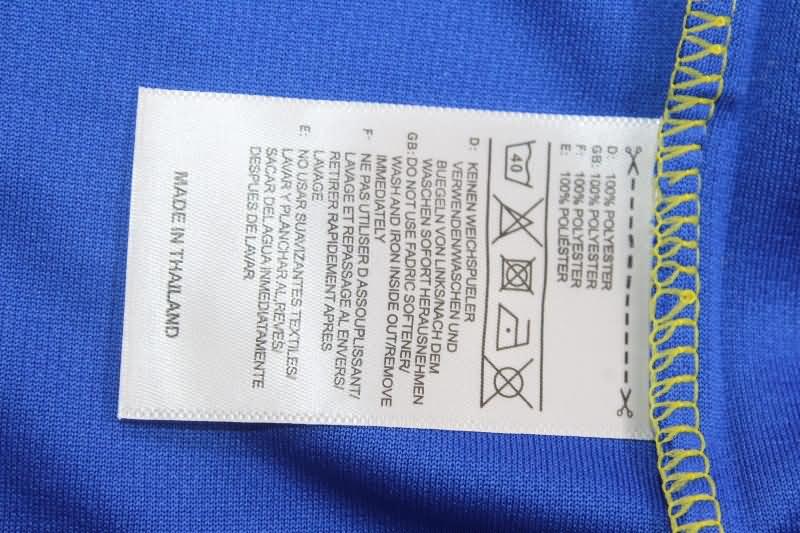 D: 100% POLYESTER
GB: 100% POLYESTER
F: 100% POLYESTER
E: 100% POLIÉSTER
40
D: KEINEN WEICHSPUELER
VERWENDEN/WASCHEN UND
BUEGELN VON LINKS/NACH DEM
WASCHEN SOFORT HERAUSNEHMEN
GB: DO NOT USE FADRIC SOFTENER/
WASH AND IRON INSIDE OUT/REMOVE
IMMEDIATELY
F: NE PAS UTILISER D ASSOUPLISSANT/
LAVAGE ET REPASSAGE AL ENVERS/
RETIRER RAPIDEMENT APRES
LAVAGE
E: NO USAR SUAVIZANTES TEXTILES/
LAVAR Y PLANCHAR AL,REVES/
SACAR DEL AGUA INMEDIATAMENTE
DESPUES DE LAVAR
MADE IN THAILAND